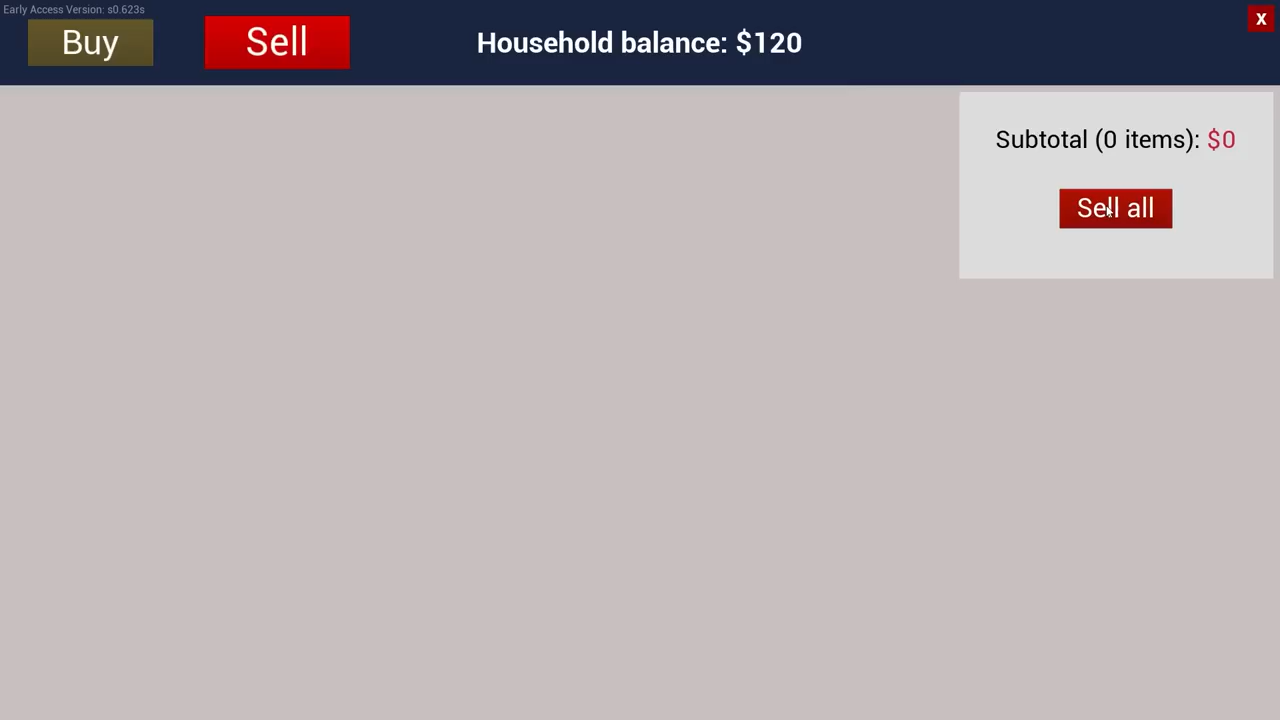 Early Access Version: s0.623s
Buy
Sell
Household balance: $120
X
Subtotal (0 items): $0
Sell all